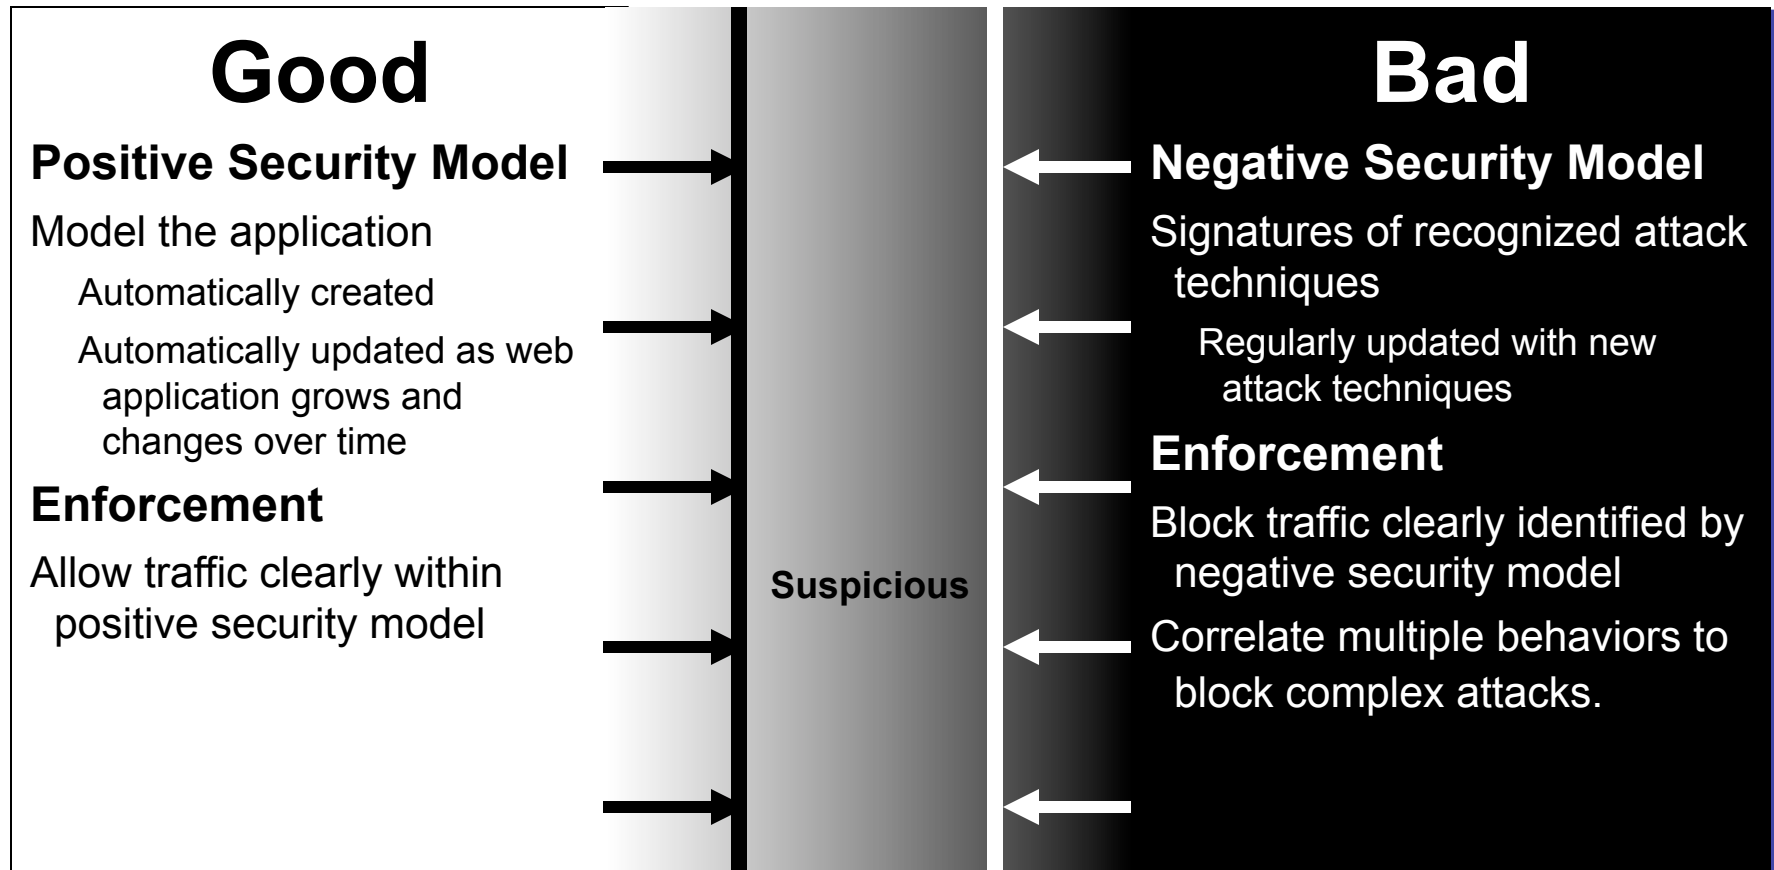 Good
Positive Security Model
Model the application
Automatically created
Automatically updated as web
application grows and
changes over time
Enforcement
Allow traffic clearly within
positive security model
Suspicious
Bad
Negative Security Model
Signatures of recognized attack
techniques
Regularly updated with new
attack techniques
Enforcement
Block traffic clearly identified by
negative security model
Correlate multiple behaviors to
block complex attacks.